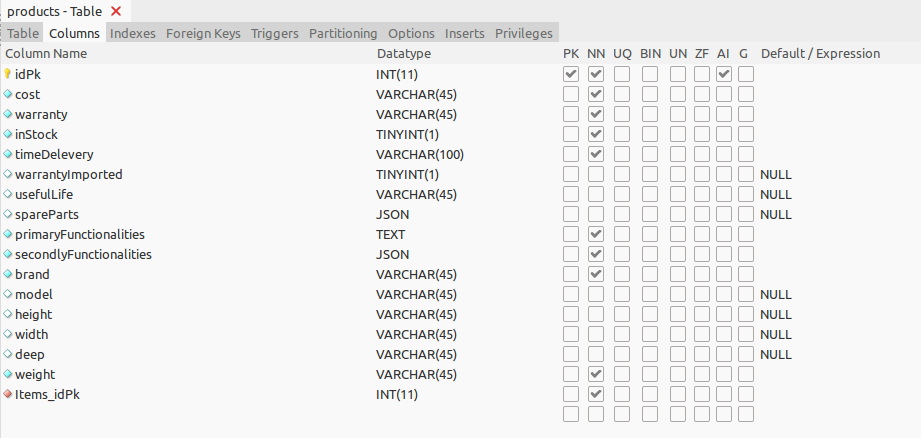 products - Table
Table Columns Indexes Foreign Keys Triggers Partitioning Options Inserts Privileges
Column Name Datatype PK NN UQ BIN UN ZF AI G Default / Expression
idPk INT(11)
cost VARCHAR(45)
warranty VARCHAR(45)
inStock TINYINT(1)
timeDelevery VARCHAR(100)
warrantyImported TINYINT(1) NULL
usefulLife VARCHAR(45) NULL
spareParts JSON NULL
primaryFunctionalities TEXT
secondlyFunctionalities JSON
brand VARCHAR(45)
model VARCHAR(45) NULL
height VARCHAR(45) NULL
width VARCHAR(45) NULL
deep VARCHAR(45) NULL
weight VARCHAR(45)
Items_idPk INT(11)